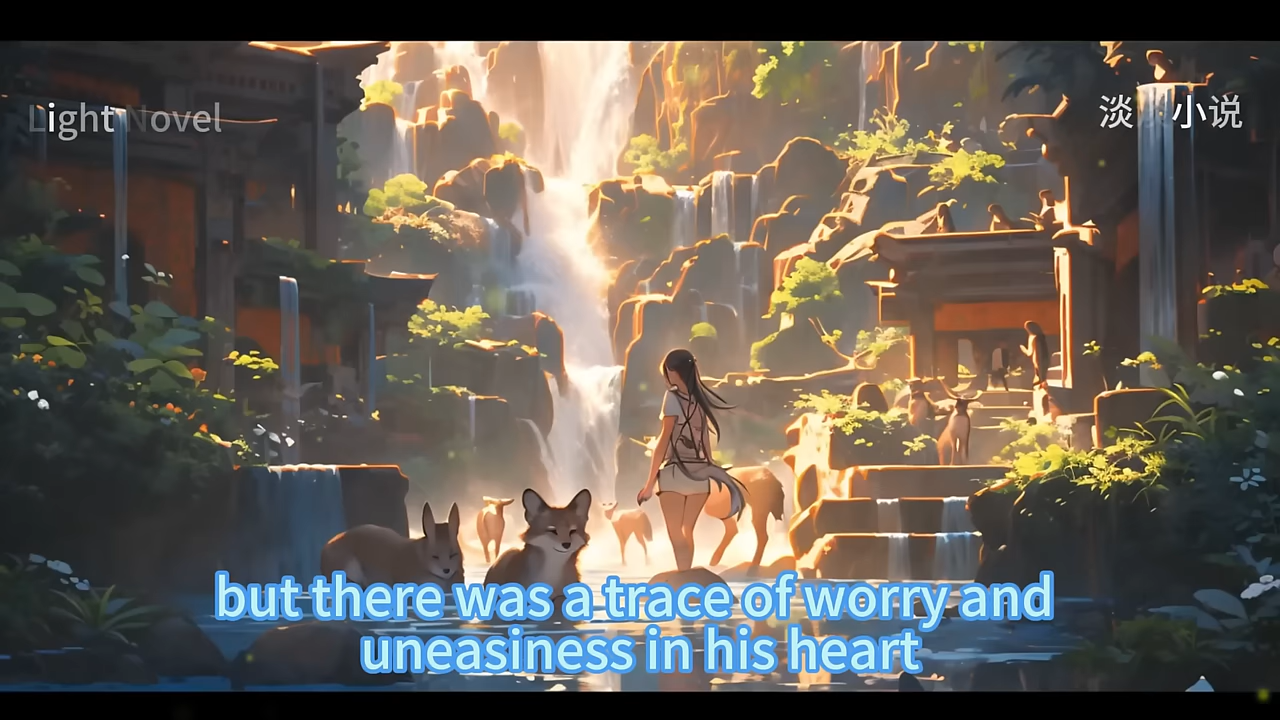 Light Novel
淡 小说
but there was a trace of worry and
uneasiness in his heart